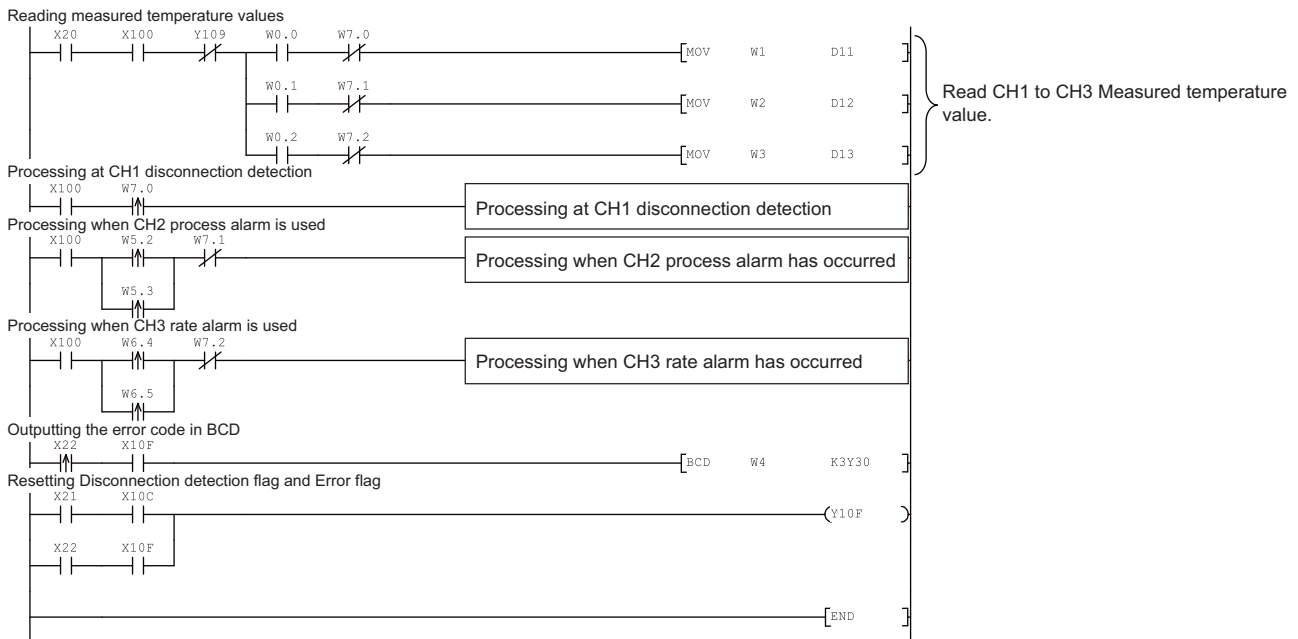 Reading measured temperature values
X20 X100 Y109 W0.0 W7.0
MOV W1 D11
W0.1 W7.1
MOV W2 D12
Read CH1 to CH3 Measured temperature
value.
W0.2 W7.2
MOV W3 D13
Processing at CH1 disconnection detection
X100 W7.0
Processing at CH1 disconnection detection
Processing when CH2 process alarm is used
X100 W5.2 W7.1
Processing when CH2 process alarm has occurred
W5.3
Processing when CH3 rate alarm is used
X100 W6.4 W7.2
Processing when CH3 rate alarm has occurred
W6.5
Outputting the error code in BCD
X22 X10F
BCD W4 K3Y30
Resetting Disconnection detection flag and Error flag
X21 X10C
Y10F
X22 X10F
END